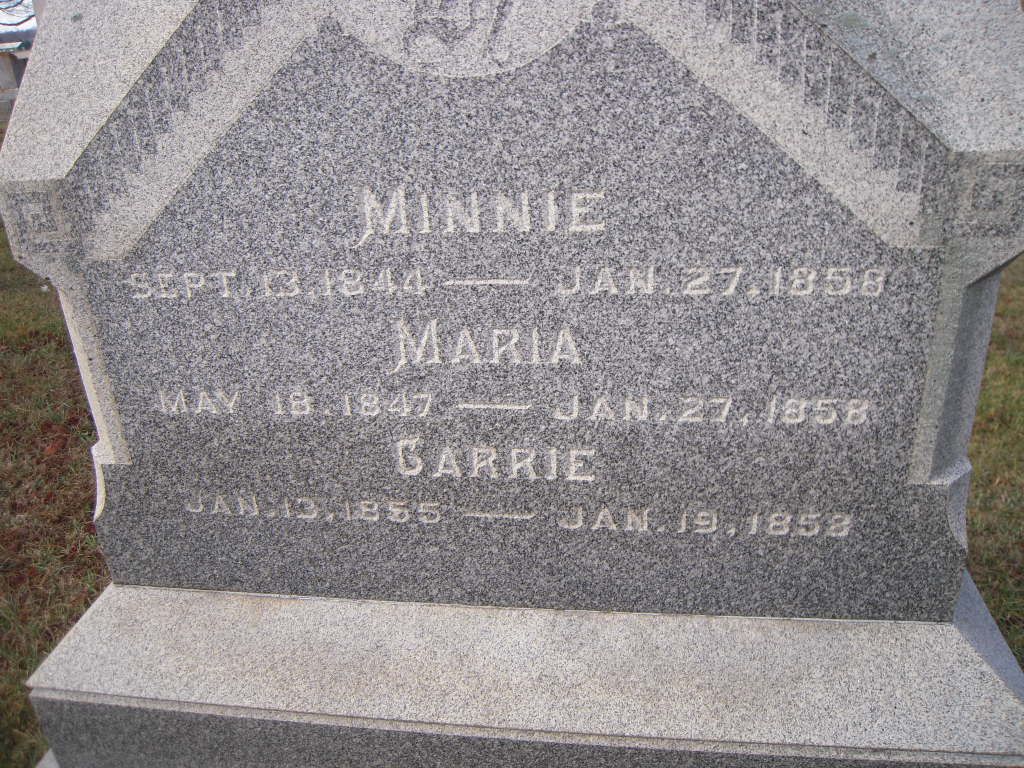 MINNIE
SEPT. 13, 1844 — JAN. 27, 1858
MARIA
MAY 18, 1847 — JAN. 27, 1858
CARRIE
JAN. 13, 1855 — JAN. 19, 1858